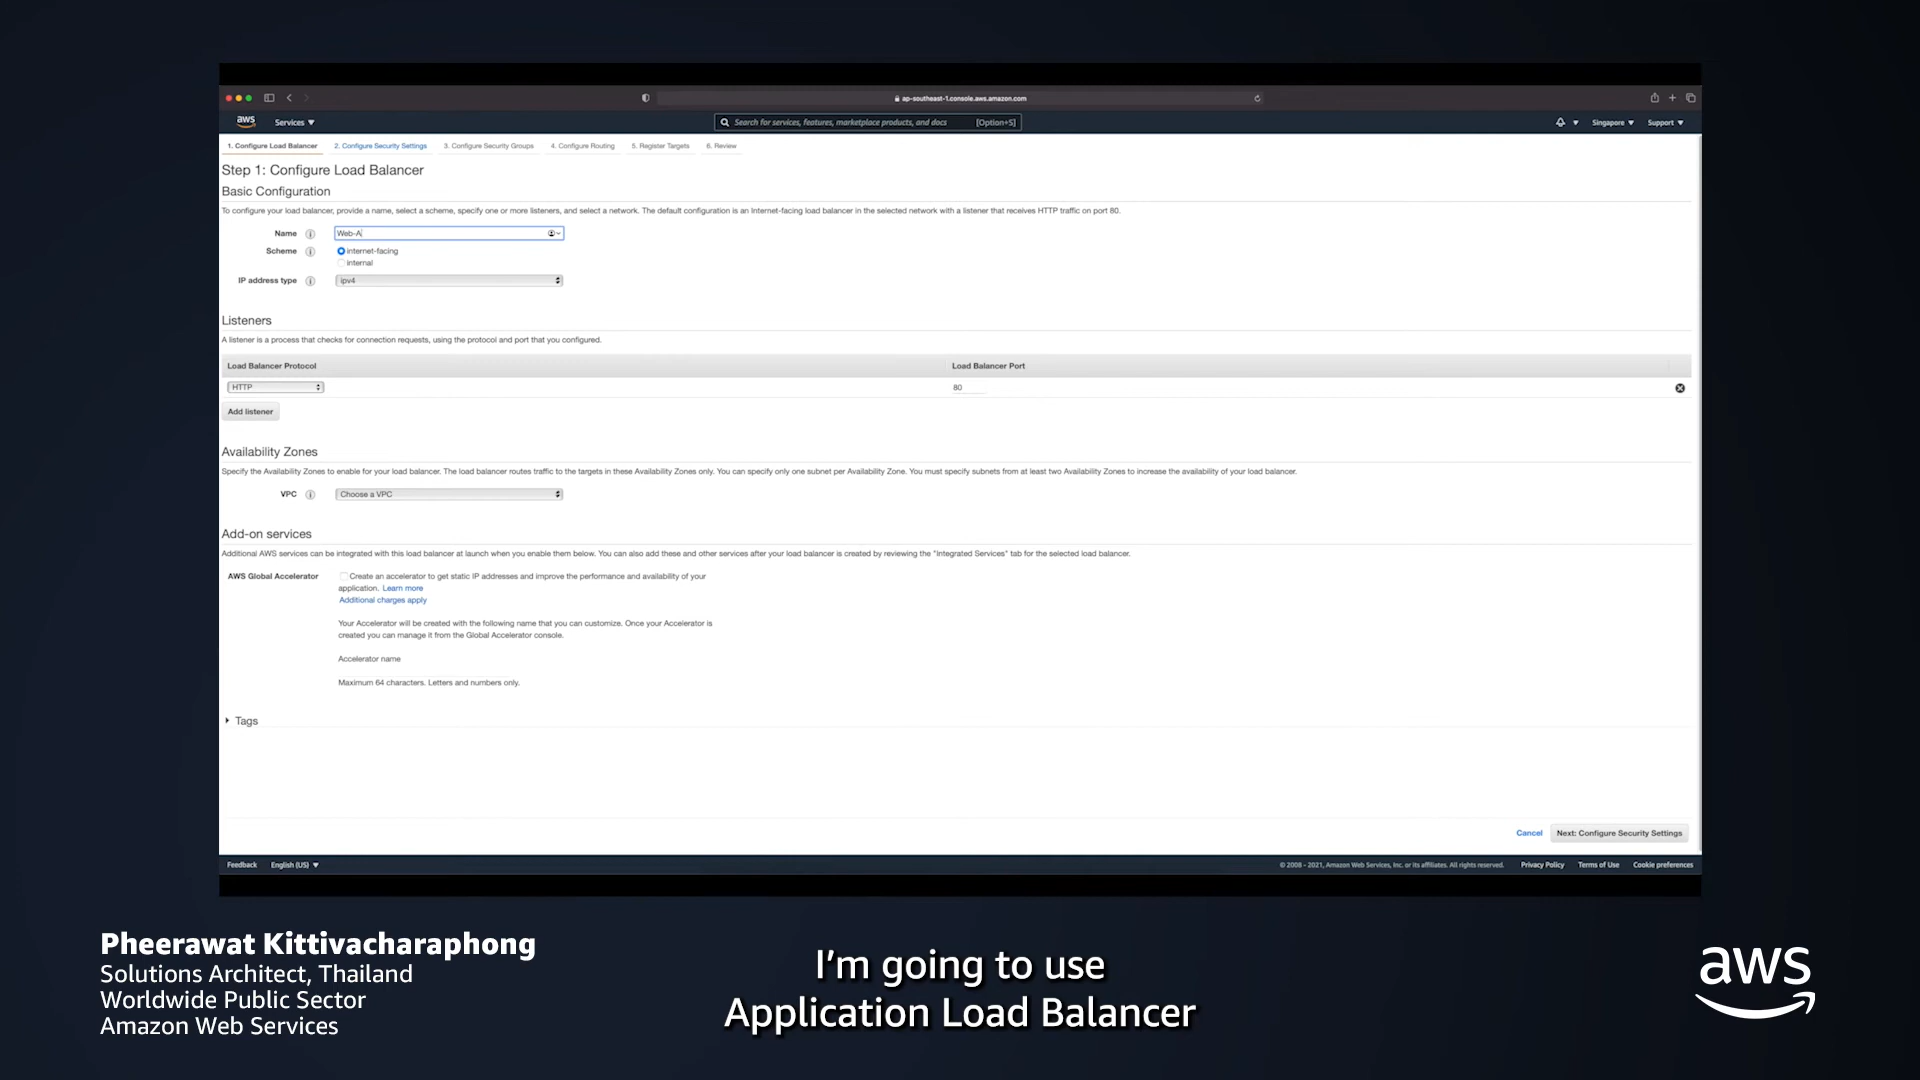 ap-southeast-1.console.aws.amazon.com
aws Services Search for services, features, marketplace products, and docs [Option+S] Singapore Support
1. Configure Load Balancer 2. Configure Security Settings 3. Configure Security Groups 4. Configure Routing 5. Register Targets 6. Review
Step 1: Configure Load Balancer
Basic Configuration
To configure your load balancer, provide a name, select a scheme, specify one or more listeners, and select a network. The default configuration is an Internet-facing load balancer in the selected network with a listener that receives HTTP traffic on port 80.
Name Web-A
Scheme internet-facing
internal
IP address type ipv4
Listeners
A listener is a process that checks for connection requests, using the protocol and port that you configured.
Load Balancer Protocol Load Balancer Port
HTTP 80
Add listener
Availability Zones
Specify the Availability Zones to enable for your load balancer. The load balancer routes traffic to the targets in these Availability Zones only. You can specify only one subnet per Availability Zone. You must specify subnets from at least two Availability Zones to increase the availability of your load balancer.
VPC Choose a VPC
Add-on services
Additional AWS services can be integrated with this load balancer at launch when you enable them below. You can also add these and other services after your load balancer is created by reviewing the "Integrated Services" tab for the selected load balancer.
AWS Global Accelerator Create an accelerator to get static IP addresses and improve the performance and availability of your
application. Learn more
Additional charges apply
Your Accelerator will be created with the following name that you can customize. Once your Accelerator is
created you can manage it from the Global Accelerator console.
Accelerator name
Maximum 64 characters. Letters and numbers only.
Tags
Cancel Next: Configure Security Settings
Feedback English (US) © 2008 - 2021, Amazon Web Services, Inc. or its affiliates. All rights reserved. Privacy Policy Terms of Use Cookie preferences
Pheerawat Kittivacharaphong
Solutions Architect, Thailand
Worldwide Public Sector
Amazon Web Services
I'm going to use
Application Load Balancer
aws